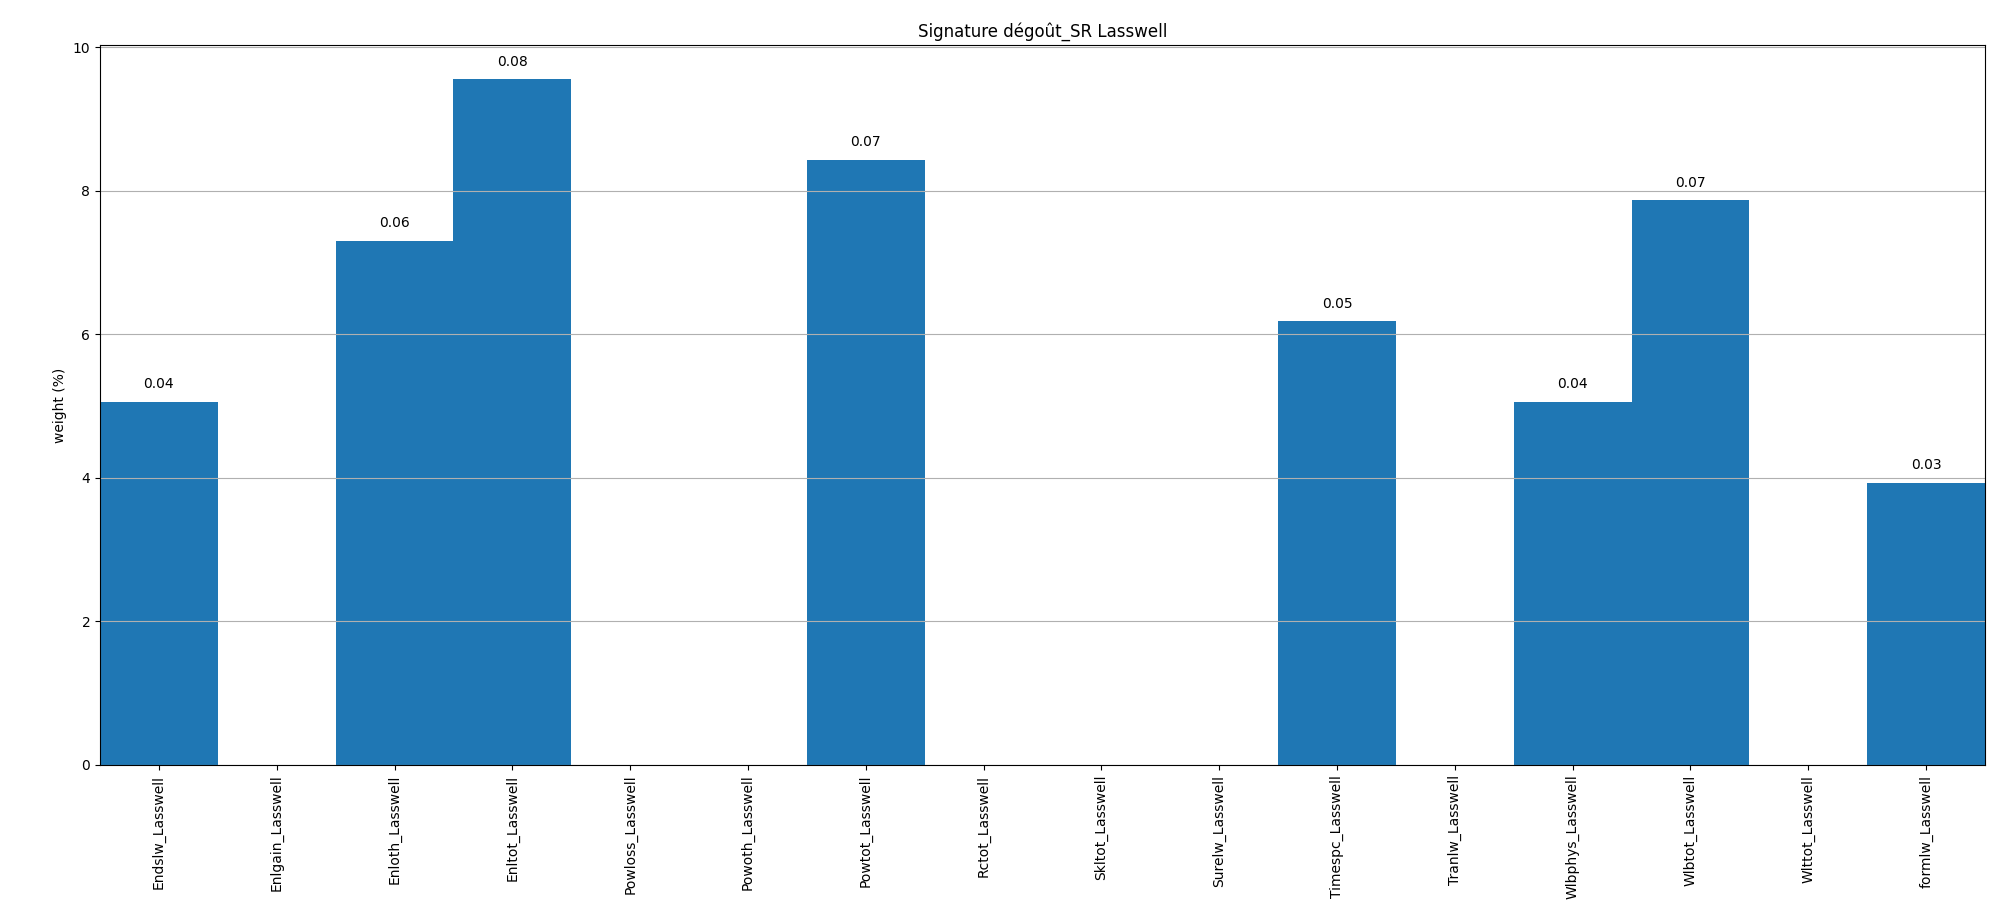 Signature dégoût_SR Lasswell
weight (%)
10
8
6
4
2
0
0.04
0.06
0.08
0.07
0.05
0.04
0.07
0.03
Endslw_Lasswell
Enlgain_Lasswell
Enloth_Lasswell
Enltot_Lasswell
Powloss_Lasswell
Powoth_Lasswell
Powtot_Lasswell
Rctot_Lasswell
Skltot_Lasswell
Surelw_Lasswell
Timespc_Lasswell
Tranlw_Lasswell
Wlbphys_Lasswell
Wlbtot_Lasswell
Wlttot_Lasswell
formlw_Lasswell